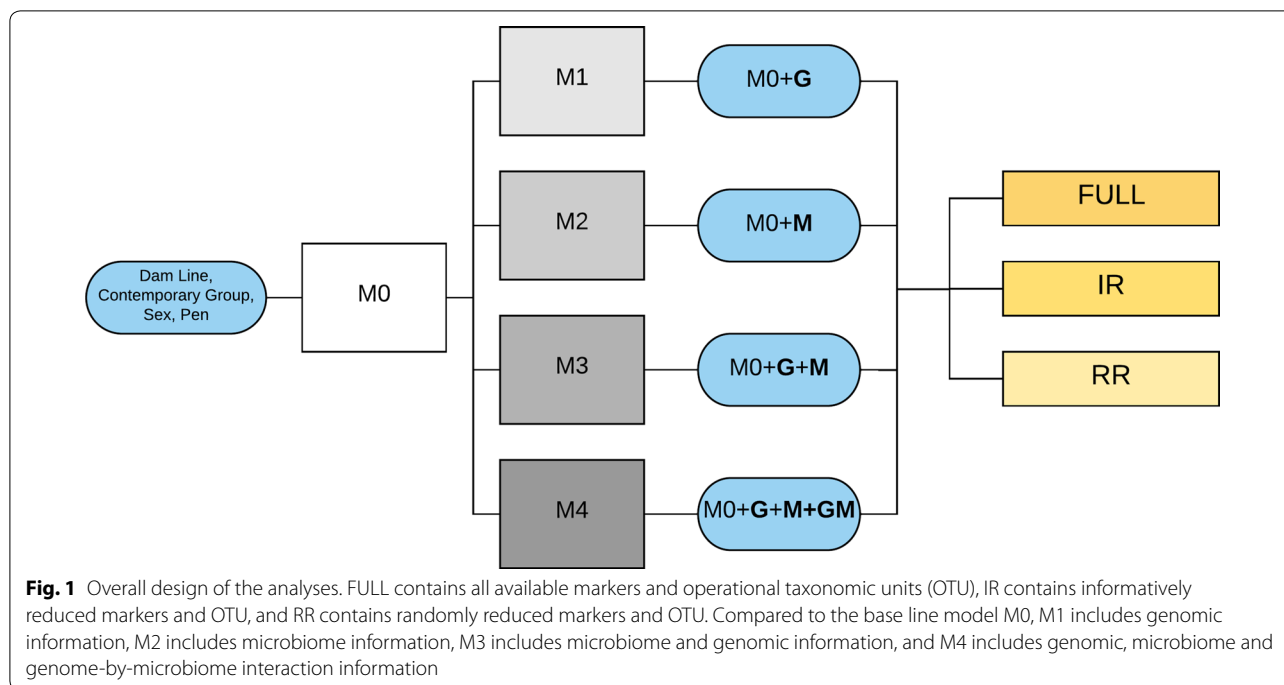 M1
M0+G
M2
M0+M
FULL
Dam Line,
Contemporary Group,
Sex, Pen
M0
IR
M3
M0+G+M
RR
M4
M0+G+M+GM
Fig. 1 Overall design of the analyses. FULL contains all available markers and operational taxonomic units (OTU), IR contains informatively
reduced markers and OTU, and RR contains randomly reduced markers and OTU. Compared to the base line model M0, M1 includes genomic
information, M2 includes microbiome information, M3 includes microbiome and genomic information, and M4 includes genomic, microbiome and
genome-by-microbiome interaction information